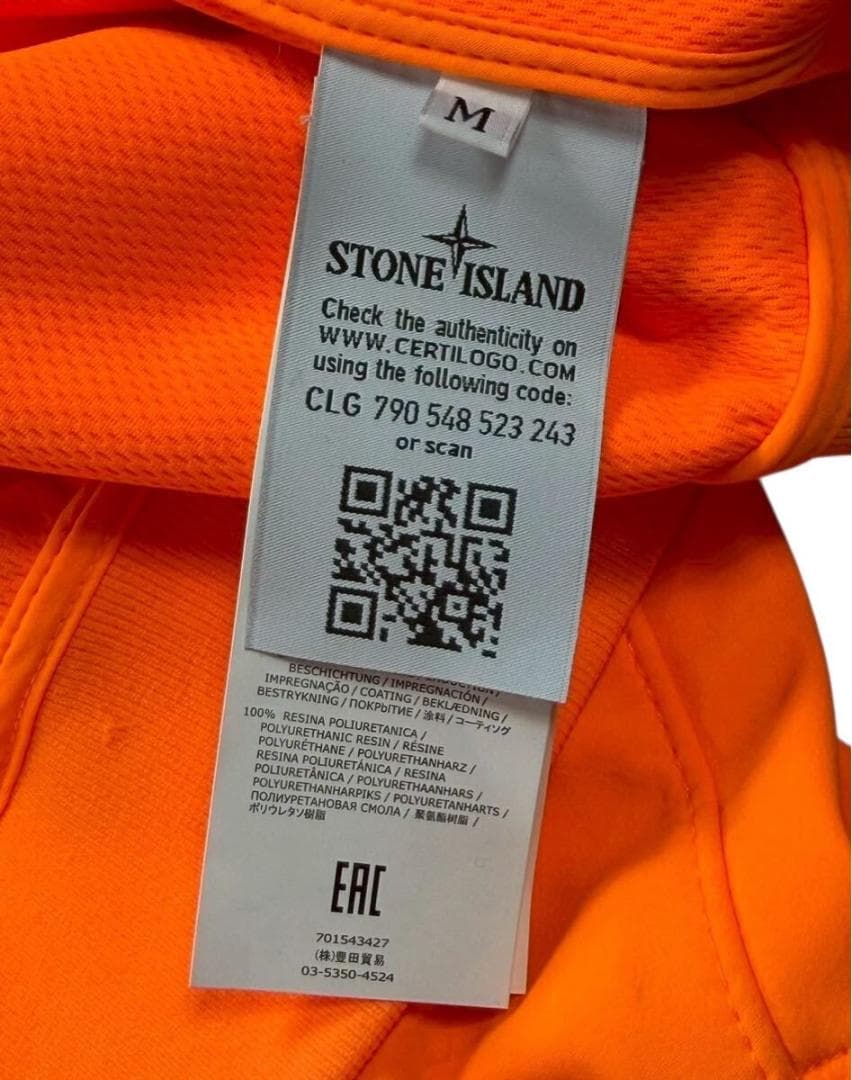 M
STONE ISLAND
Check the authenticity on
WWW.CERTILOGO.COM
using the following code:
CLG 790 548 523 243
or scan
BESCHICHTUNG /
IMPREGNAÇÃO / COATING / BEKLÆDNING /
BESTRYKNING / ПОКРЫТИЕ / 涂料 / コーティング
100% RESINA POLIURETANICA /
POLYURETHANIC RESIN / RÉSINE
POLYURÉTHANE / POLYURETHANHARZ /
RESINA POLIURETÁNICA / RESINA
POLIURETÂNICA / POLYURETHAANHARS /
POLYURETHANHARPIKS / POLYURETANHARTS /
ПОЛИУРЕТАНОВАЯ СМОЛА / 聚氨酯树脂 /
ポリウレタン樹脂
EAC
701543427
(株)豊田貿易
03-5350-4524